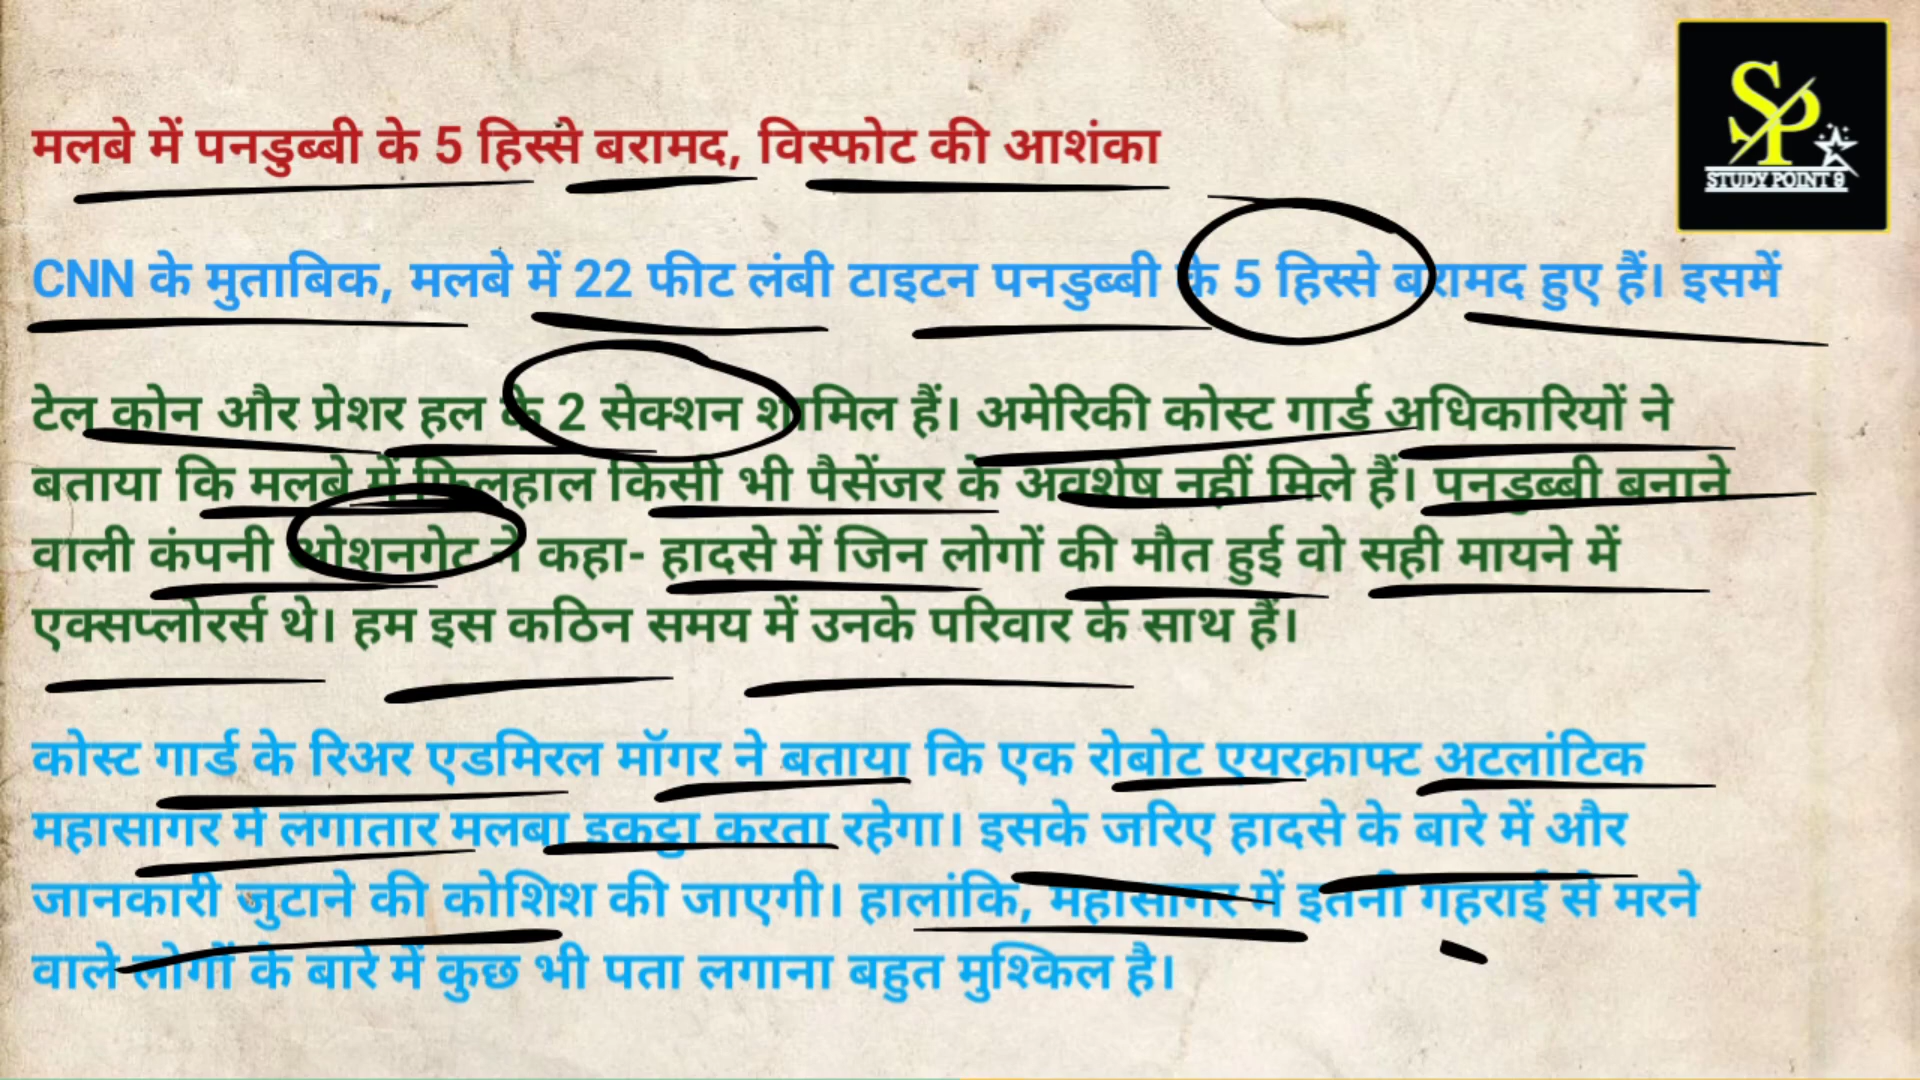 SP
STUDY POINT 9
मलबे में पनडुब्बी के 5 हिस्से बरामद, विस्फोट की आशंका
CNN के मुताबिक, मलबे में 22 फीट लंबी टाइटन पनडुब्बी के 5 हिस्से बरामद हुए हैं। इसमें
टेल कोन और प्रेशर हल के 2 सेक्शन शामिल हैं। अमेरिकी कोस्ट गार्ड अधिकारियों ने
बताया कि मलबे में फिलहाल किसी भी पैसेंजर के अवशेष नहीं मिले हैं। पनडुब्बी बनाने
वाली कंपनी ओशनगेट ने कहा- हादसे में जिन लोगों की मौत हुई वो सही मायने में
एक्सप्लोरर्स थे। हम इस कठिन समय में उनके परिवार के साथ हैं।
कोस्ट गार्ड के रिअर एडमिरल मॉगर ने बताया कि एक रोबोट एयरक्राफ्ट अटलांटिक
महासागर में लगातार मलबा इकट्ठा करता रहेगा। इसके जरिए हादसे के बारे में और
जानकारी जुटाने की कोशिश की जाएगी। हालांकि, महासागर में इतनी गहराई से मरने
वाले लोगों के बारे में कुछ भी पता लगाना बहुत मुश्किल है।